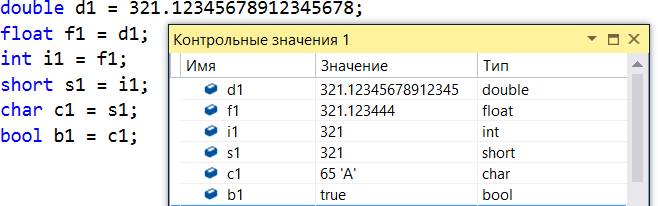 double d1 = 321.12345678912345678;
float f1 = d1;
int i1 = f1;
short s1 = i1;
char c1 = s1;
bool b1 = c1;
Контрольные значения 1
Имя Значение Тип
d1 321.12345678912345 double
f1 321.123444 float
i1 321 int
s1 321 short
c1 65 'A' char
b1 true bool